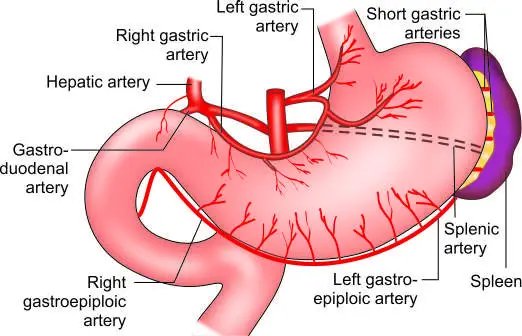 Left gastric
artery
Short gastric
arteries
Right gastric
artery
Hepatic artery
Gastro-
duodenal
artery
Splenic
artery
Right
gastroepiploic
artery
Left gastro-
epiploic artery
Spleen